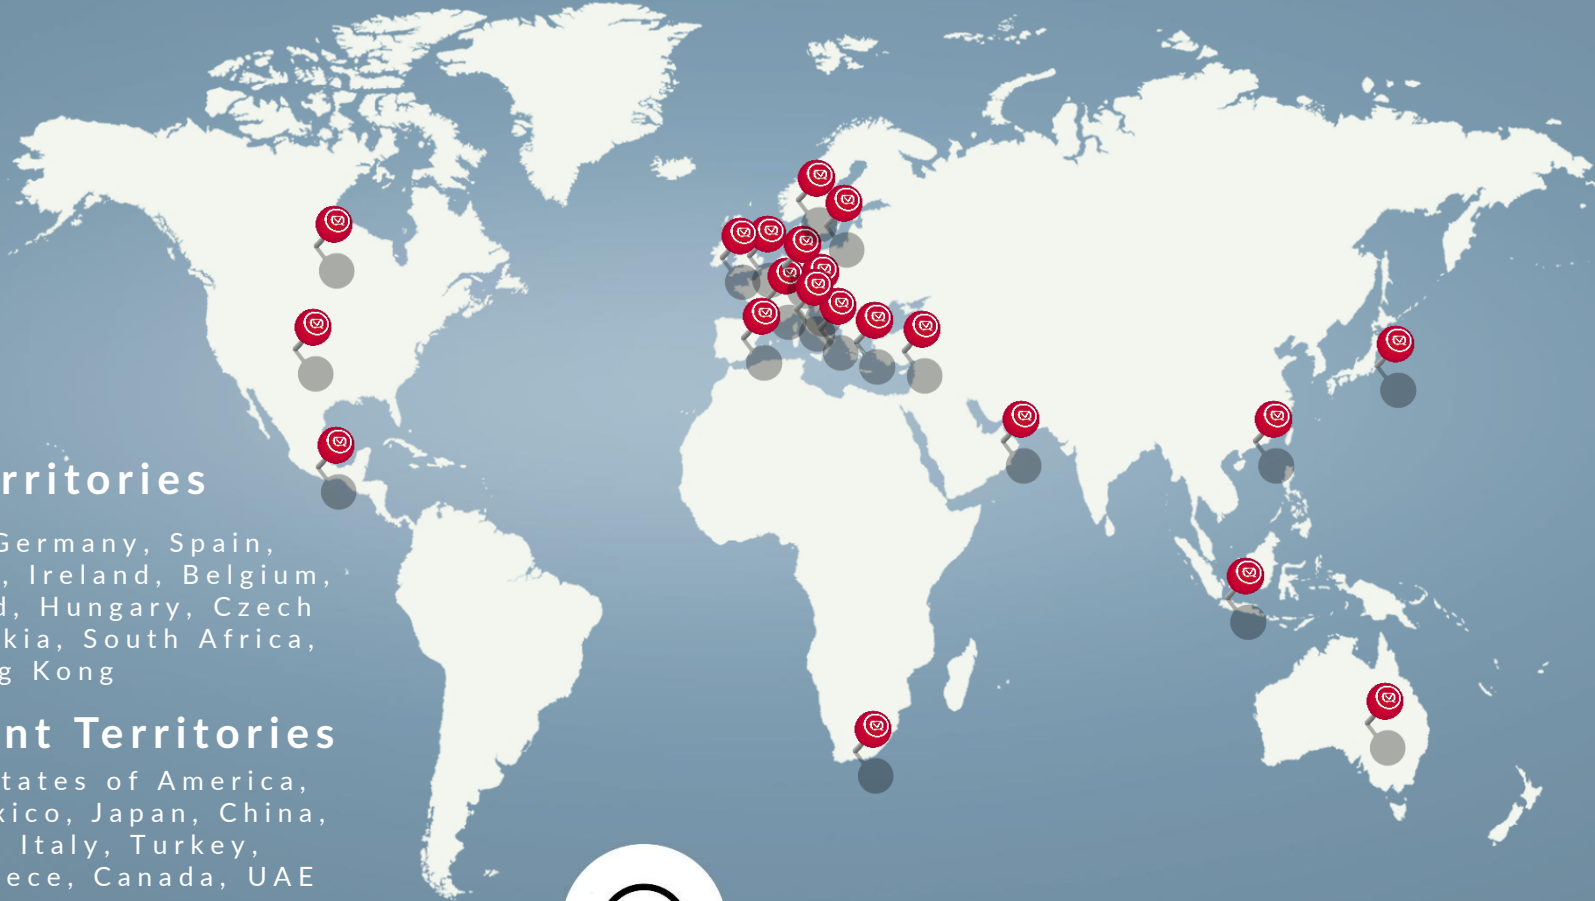 rritories
Germany, Spain,
, Ireland, Belgium,
d, Hungary, Czech
kia, South Africa,
g Kong
nt Territories
tates of America,
xico, Japan, China,
Italy, Turkey,
ece, Canada, UAE